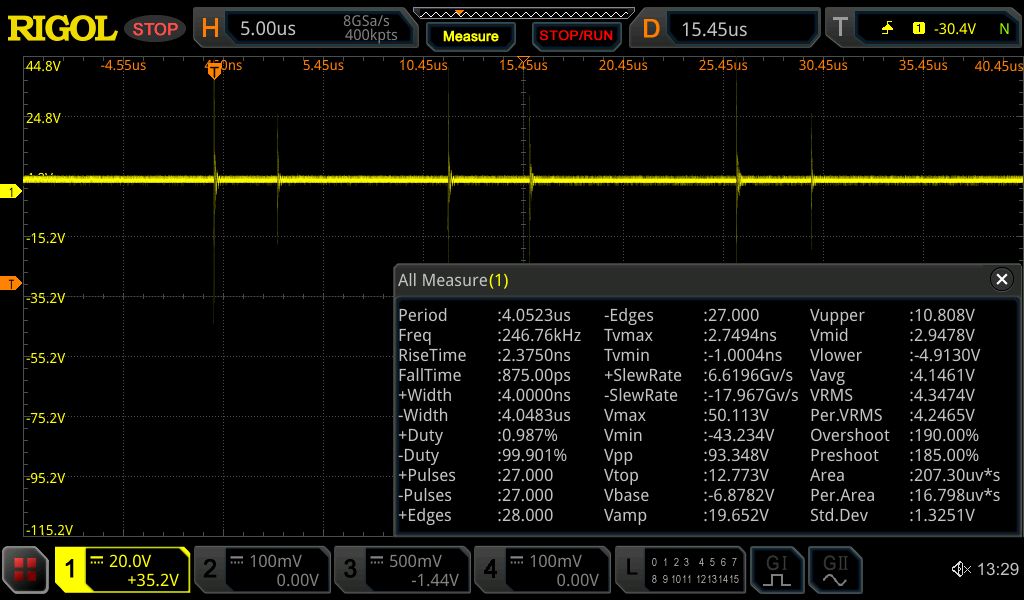 RIGOL STOP H 5.00us 8GSa/s 400kpts Measure STOP/RUN D 15.45us T 1 -30.4V N
44.8V -4.55us 450ns 5.45us 10.45us 15.45us 20.45us 25.45us 30.45us 35.45us 40.45us
T
24.8V
1
-15.2V
T
-35.2V
-55.2V
-75.2V
-95.2V
-115.2V
All Measure(1)
Period :4.0523us -Edges :27.000 Vupper :10.808V
Freq :246.76kHz Tvmax :2.7494ns Vmid :2.9478V
RiseTime :2.3750ns Tvmin :-1.0004ns Vlower :-4.9130V
FallTime :875.00ps +SlewRate :6.6196Gv/s Vavg :4.1461V
+Width :4.0000ns -SlewRate :-17.967Gv/s VRMS :4.3474V
-Width :4.0483us Vmax :50.113V Per.VRMS :4.2465V
+Duty :0.987% Vmin :-43.234V Overshoot :190.00%
-Duty :99.901% Vpp :93.348V Preshoot :185.00%
+Pulses :27.000 Vtop :12.773V Area :207.30uv*s
-Pulses :27.000 Vbase :-6.8782V Per.Area :16.798uv*s
+Edges :28.000 Vamp :19.652V Std.Dev :1.3251V
1 20.0V +35.2V 2 100mV 0.00V 3 500mV -1.44V 4 100mV 0.00V L 0 1 2 3 4 5 6 7 8 9 10 11 12 13 14 15 GI GII 13:29